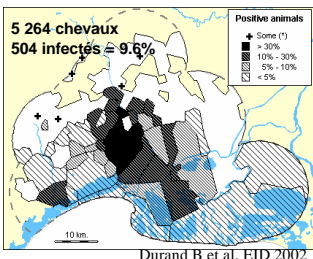 5 264 chevaux
504 infectés = 9.6%
Positive animals
Some (*)
> 30%
10% - 30%
5% - 10%
< 5%
10 km.
Durand B et al. EID 2002